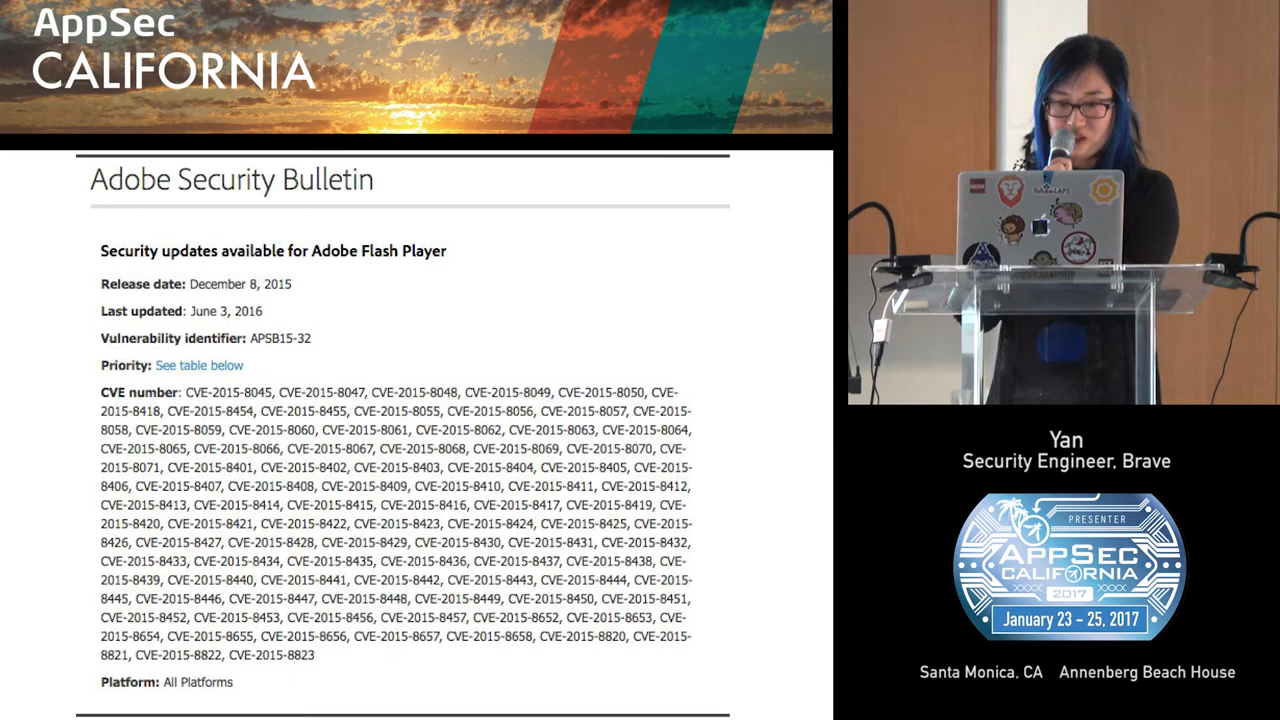 AppSec
CALIFORNIA
Adobe Security Bulletin
Security updates available for Adobe Flash Player
Release date: December 8, 2015
Last updated: June 3, 2016
Vulnerability identifier: APSB15-32
Priority: See table below
CVE number: CVE-2015-8045, CVE-2015-8047, CVE-2015-8048, CVE-2015-8049, CVE-2015-8050, CVE-
2015-8418, CVE-2015-8454, CVE-2015-8455, CVE-2015-8055, CVE-2015-8056, CVE-2015-8057, CVE-2015-
8058, CVE-2015-8059, CVE-2015-8060, CVE-2015-8061, CVE-2015-8062, CVE-2015-8063, CVE-2015-8064,
CVE-2015-8065, CVE-2015-8066, CVE-2015-8067, CVE-2015-8068, CVE-2015-8069, CVE-2015-8070, CVE-
2015-8071, CVE-2015-8401, CVE-2015-8402, CVE-2015-8403, CVE-2015-8404, CVE-2015-8405, CVE-2015-
8406, CVE-2015-8407, CVE-2015-8408, CVE-2015-8409, CVE-2015-8410, CVE-2015-8411, CVE-2015-8412,
CVE-2015-8413, CVE-2015-8414, CVE-2015-8415, CVE-2015-8416, CVE-2015-8417, CVE-2015-8419, CVE-
2015-8420, CVE-2015-8421, CVE-2015-8422, CVE-2015-8423, CVE-2015-8424, CVE-2015-8425, CVE-2015-
8426, CVE-2015-8427, CVE-2015-8428, CVE-2015-8429, CVE-2015-8430, CVE-2015-8431, CVE-2015-8432,
CVE-2015-8433, CVE-2015-8434, CVE-2015-8435, CVE-2015-8436, CVE-2015-8437, CVE-2015-8438, CVE-
2015-8439, CVE-2015-8440, CVE-2015-8441, CVE-2015-8442, CVE-2015-8443, CVE-2015-8444, CVE-2015-
8445, CVE-2015-8446, CVE-2015-8447, CVE-2015-8448, CVE-2015-8449, CVE-2015-8450, CVE-2015-8451,
CVE-2015-8452, CVE-2015-8453, CVE-2015-8456, CVE-2015-8457, CVE-2015-8652, CVE-2015-8653, CVE-
2015-8654, CVE-2015-8655, CVE-2015-8656, CVE-2015-8657, CVE-2015-8658, CVE-2015-8820, CVE-2015-
8821, CVE-2015-8822, CVE-2015-8823
Platform: All Platforms
Tahoe-LAFS
Yan
Security Engineer, Brave
PRESENTER
APPSEC
CALIFORNIA
2017
January 23 - 25, 2017
Santa Monica, CA Annenberg Beach House